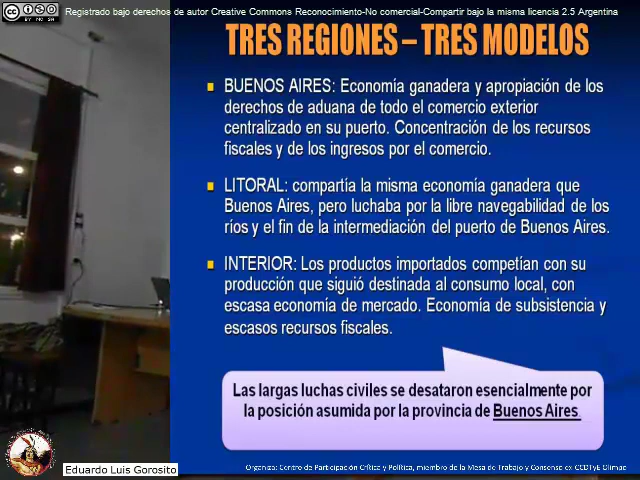 Registrado bajo derechos de autor Creative Commons Reconocimiento-No comercial-Compartir bajo la misma licencia 2.5 Argentina
cc
BY NC SA
TRES REGIONES – TRES MODELOS
BUENOS AIRES: Economía ganadera y apropiación de los
derechos de aduana de todo el comercio exterior
centralizado en su puerto. Concentración de los recursos
fiscales y de los ingresos por el comercio.
LITORAL: compartía la misma economía ganadera que
Buenos Aires, pero luchaba por la libre navegabilidad de los
ríos y el fin de la intermediación del puerto de Buenos Aires.
INTERIOR: Los productos importados competían con su
producción que siguió destinada al consumo local, con
escasa economía de mercado. Economía de subsistencia y
escasos recursos fiscales.
Las largas luchas civiles se desataron esencialmente por
la posición asumida por la provincia de Buenos Aires.
Eduardo Luis Gorosito
Organiza: Centro de Participación Crítica y Política, miembro de la Mesa de Trabajo y Consenso ex CCDTyE Olimpo